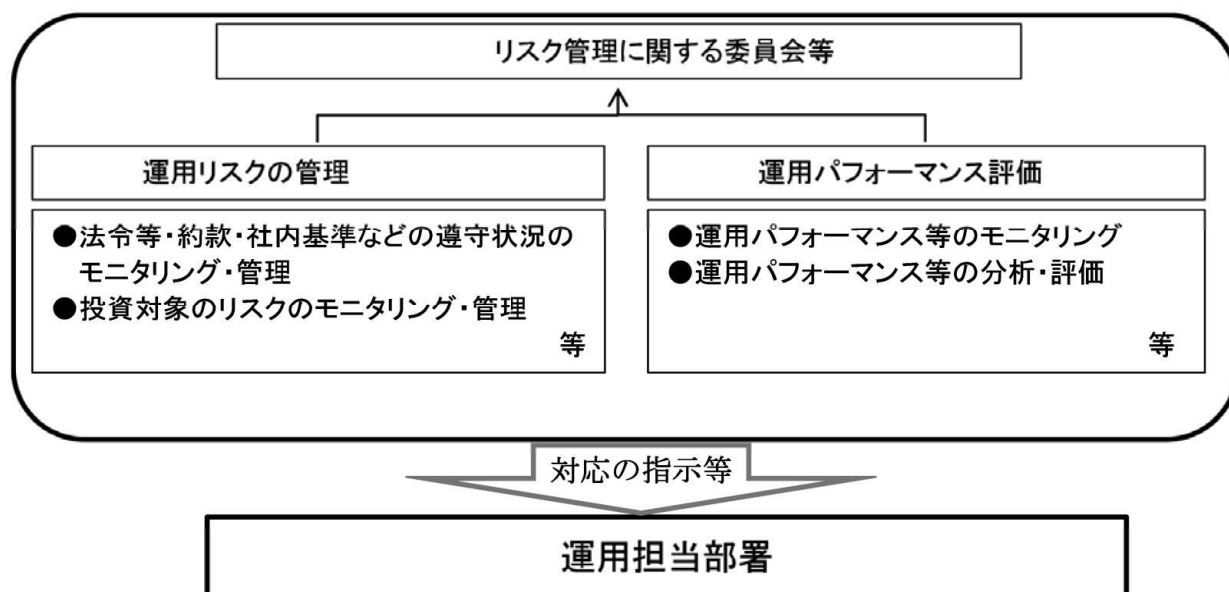 リスク管理に関する委員会等
運用リスクの管理
●法令等・約款・社内基準などの遵守状況の
モニタリング・管理
●投資対象のリスクのモニタリング・管理
等
運用パフォーマンス評価
●運用パフォーマンス等のモニタリング
●運用パフォーマンス等の分析・評価
等
対応の指示等
運用担当部署